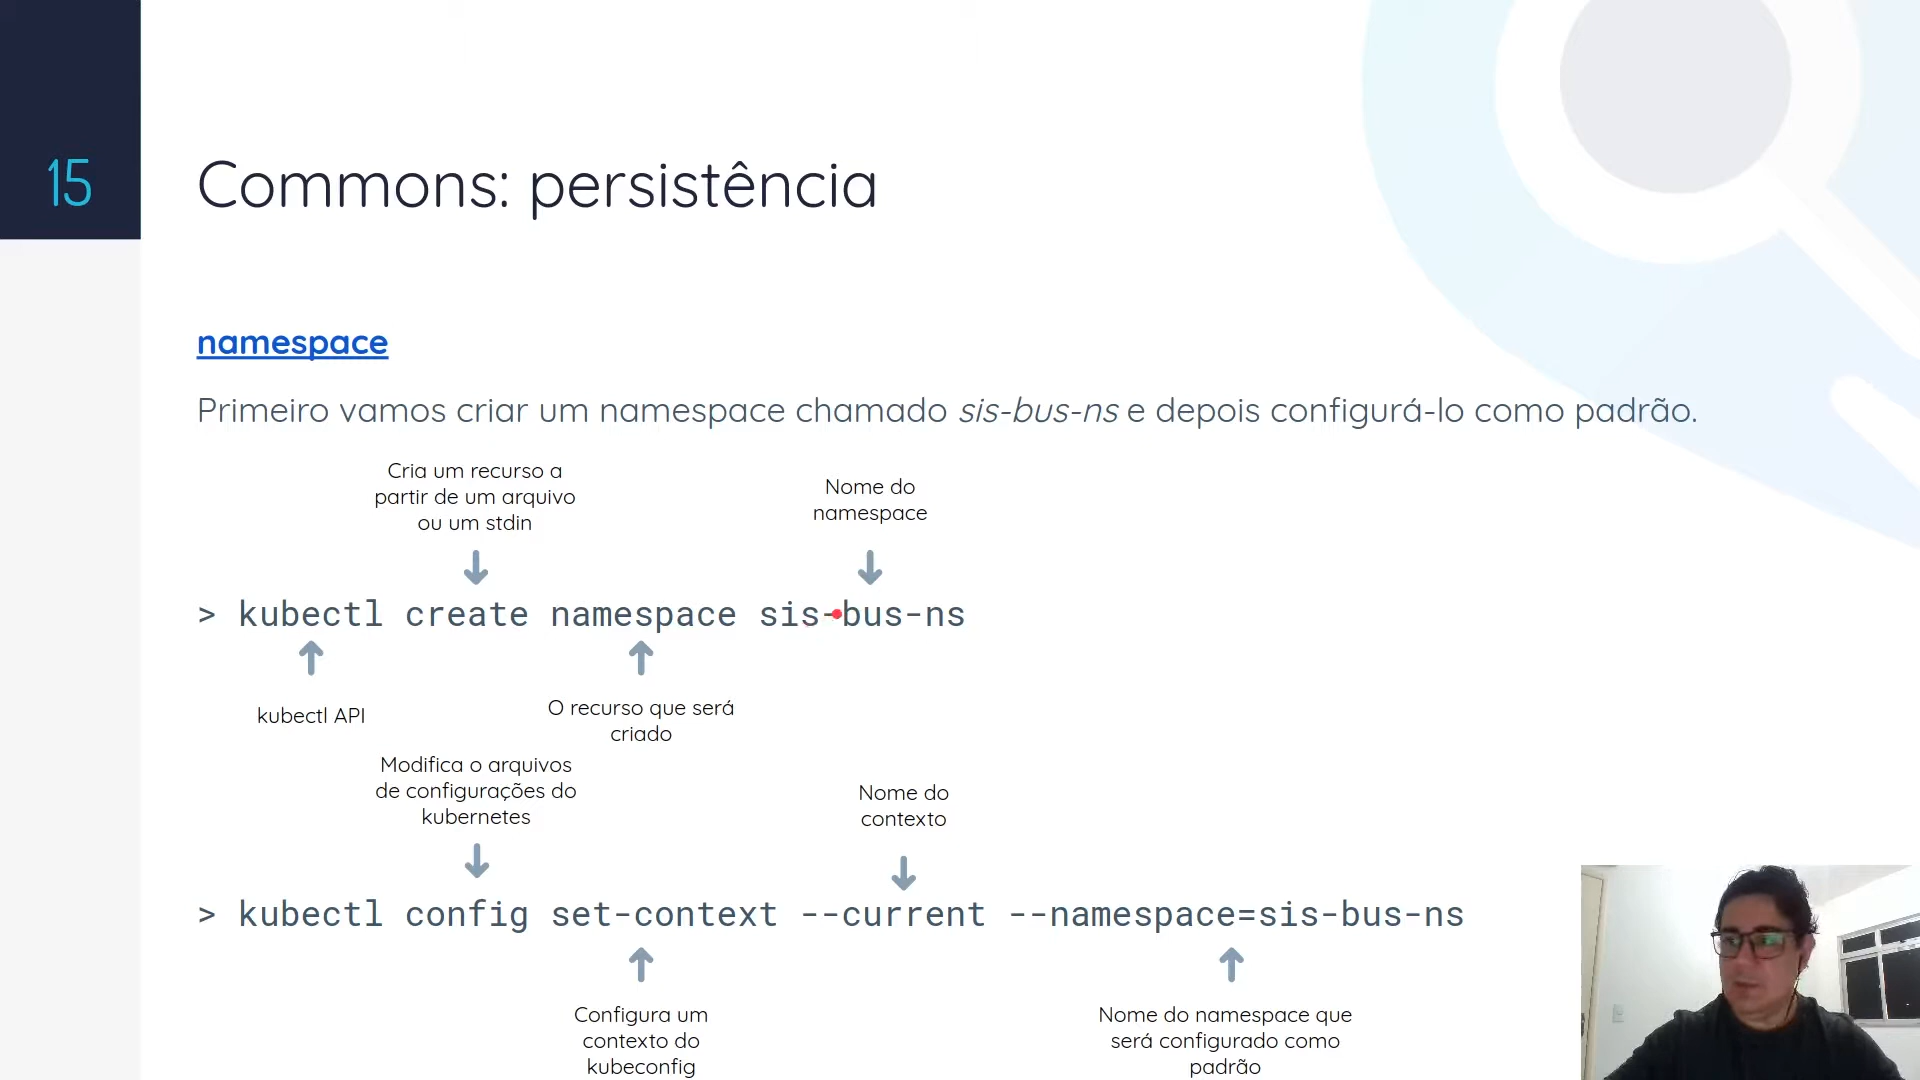 15
Commons: persistência
namespace
Primeiro vamos criar um namespace chamado sis-bus-ns e depois configurá-lo como padrão.
Cria um recurso a
partir de um arquivo
ou um stdin
Nome do
namespace
> kubectl create namespace sis-bus-ns
kubectl API
O recurso que será
criado
Modifica o arquivos
de configurações do
kubernetes
Nome do
contexto
> kubectl config set-context --current --namespace=sis-bus-ns
Configura um
contexto do
kubeconfig
Nome do namespace que
será configurado como
padrão